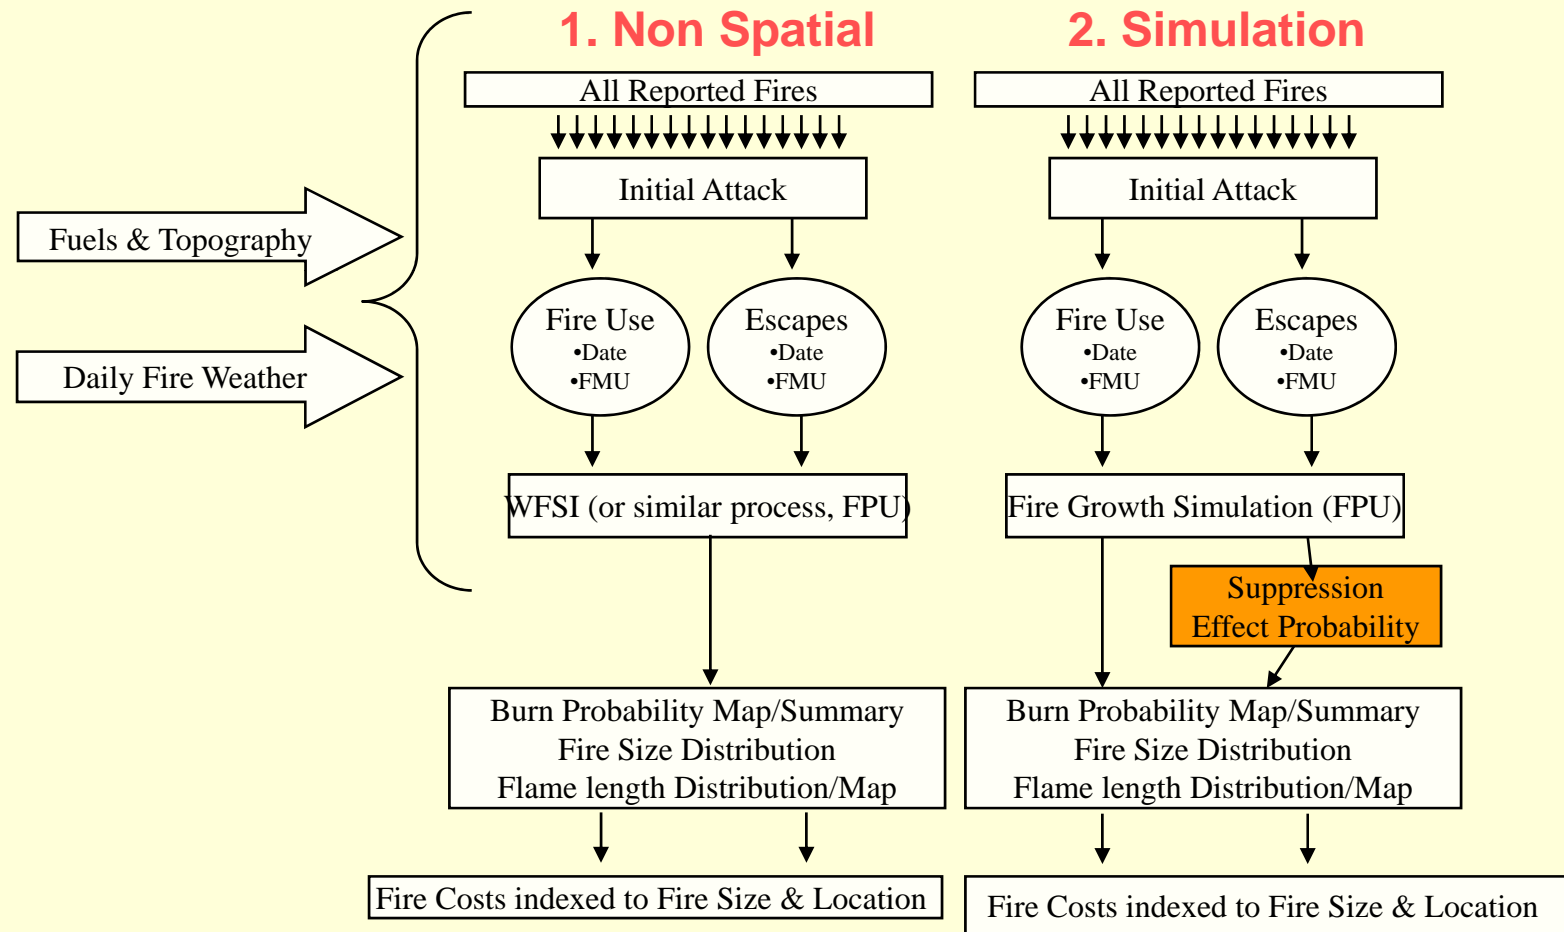 1. Non Spatial
2. Simulation
All Reported Fires
All Reported Fires
Initial Attack
Initial Attack
Fuels & Topography
Daily Fire Weather
Fire Use
•Date
•FMU
Escapes
•Date
•FMU
Fire Use
•Date
•FMU
Escapes
•Date
•FMU
WFSI (or similar process, FPU)
Fire Growth Simulation (FPU)
Suppression
Effect Probability
Burn Probability Map/Summary
Fire Size Distribution
Flame length Distribution/Map
Burn Probability Map/Summary
Fire Size Distribution
Flame length Distribution/Map
Fire Costs indexed to Fire Size & Location
Fire Costs indexed to Fire Size & Location